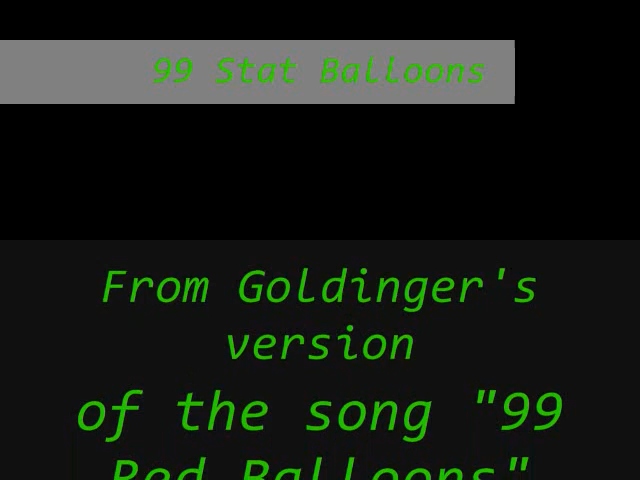 99 Stat Balloons
From Goldinger's
version
of the song "99
Red Balloons"